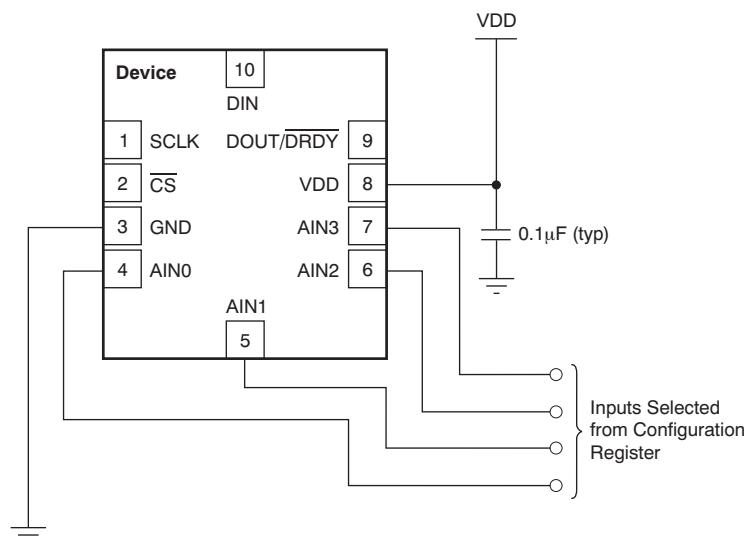 VDD
Device
10
DIN
1 SCLK DOUT/DRDY 9
2 CS VDD 8
3 GND AIN3 7
4 AIN0 AIN2 6
AIN1
5
0.1µF (typ)
Inputs Selected
from Configuration
Register